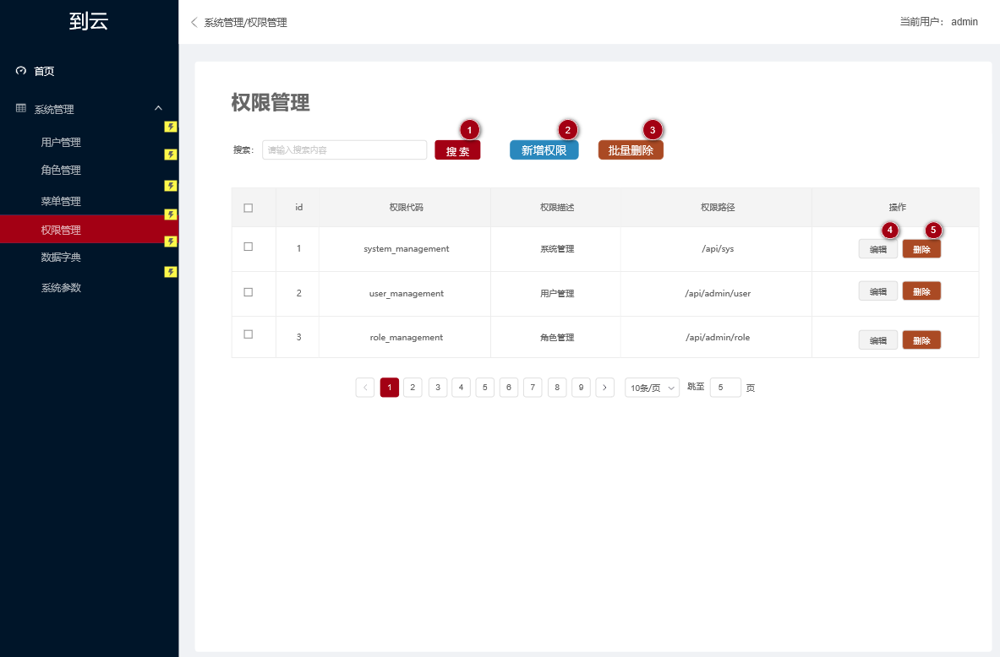 到云
系统管理/权限管理
当前用户: admin
首页
系统管理
用户管理
角色管理
菜单管理
权限管理
数据字典
系统参数
权限管理
1 2 3
搜索: 请输入搜索内容 搜 索 新增权限 批量删除
id 权限代码 权限描述 权限路径 操作
4 5
1 system_management 系统管理 /api/sys 编辑 删除
2 user_management 用户管理 /api/admin/user 编辑 删除
3 role_management 角色管理 /api/admin/role 编辑 删除
1 2 3 4 5 6 7 8 9 10条/页 跳至 5 页